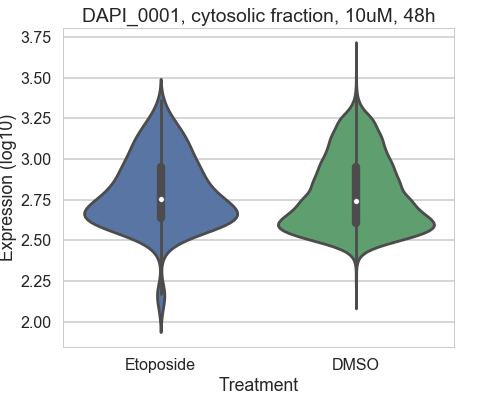 DAPI_0001, cytosolic fraction, 10uM, 48h
Expression (log10)
3.75
3.50
3.25
3.00
2.75
2.50
2.25
2.00
Etoposide
DMSO
Treatment